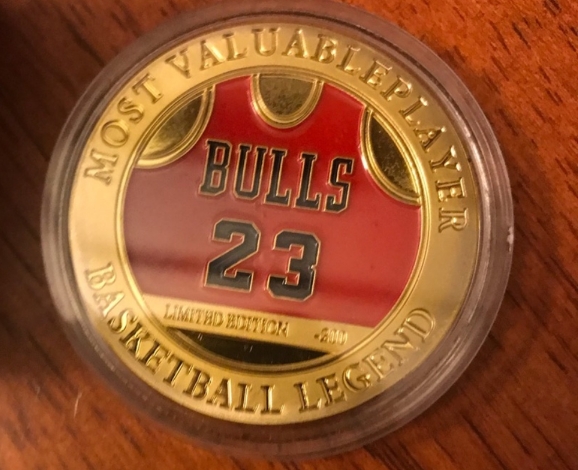 MOST VALUABLEPLAYER
BULLS
23
LIMITED EDITION
BASKETBALL LEGEND